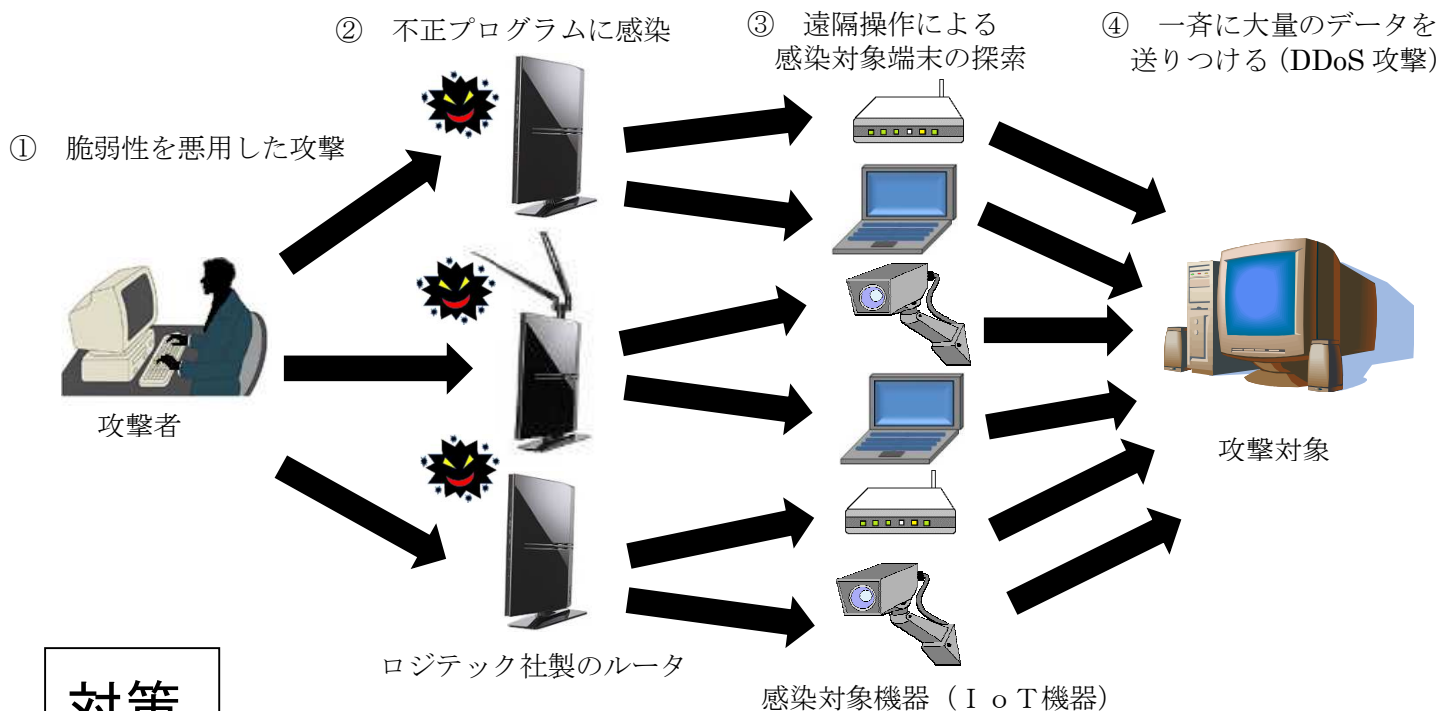 ① 脆弱性を悪用した攻撃
② 不正プログラムに感染
③ 遠隔操作による
感染対象端末の探索
④ 一斉に大量のデータを
送りつける（DDoS 攻撃）
攻撃者
ロジテック社製のルータ
感染対象機器（ＩｏＴ機器）
攻撃対象
対策